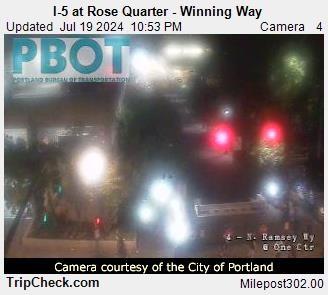 I-5 at Rose Quarter - Winning Way
Updated Jul 19 2024 10:53 PM Camera 4
PBOT
PORTLAND BUREAU OF TRANSPORTATION
4 - N. Ramsey Wy
@ One Ctr
Camera courtesy of the City of Portland
TripCheck.com Milepost302.00